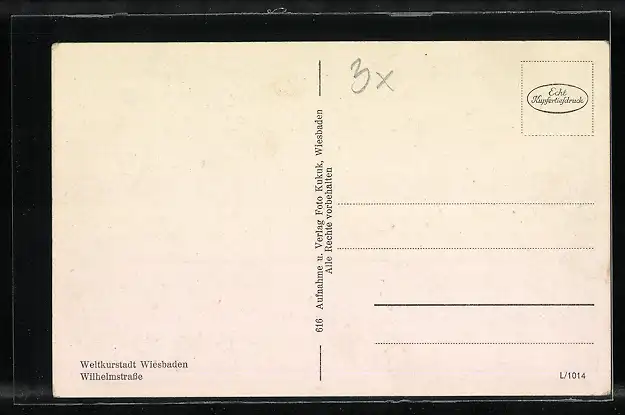 3x
Echt
Kupfertiefdruck
616 Aufnahme u. Verlag Foto Kukuk, Wiesbaden
Alle Rechte vorbehalten
Weltkurstadt Wiesbaden
Wilhelmstraße
L/1014